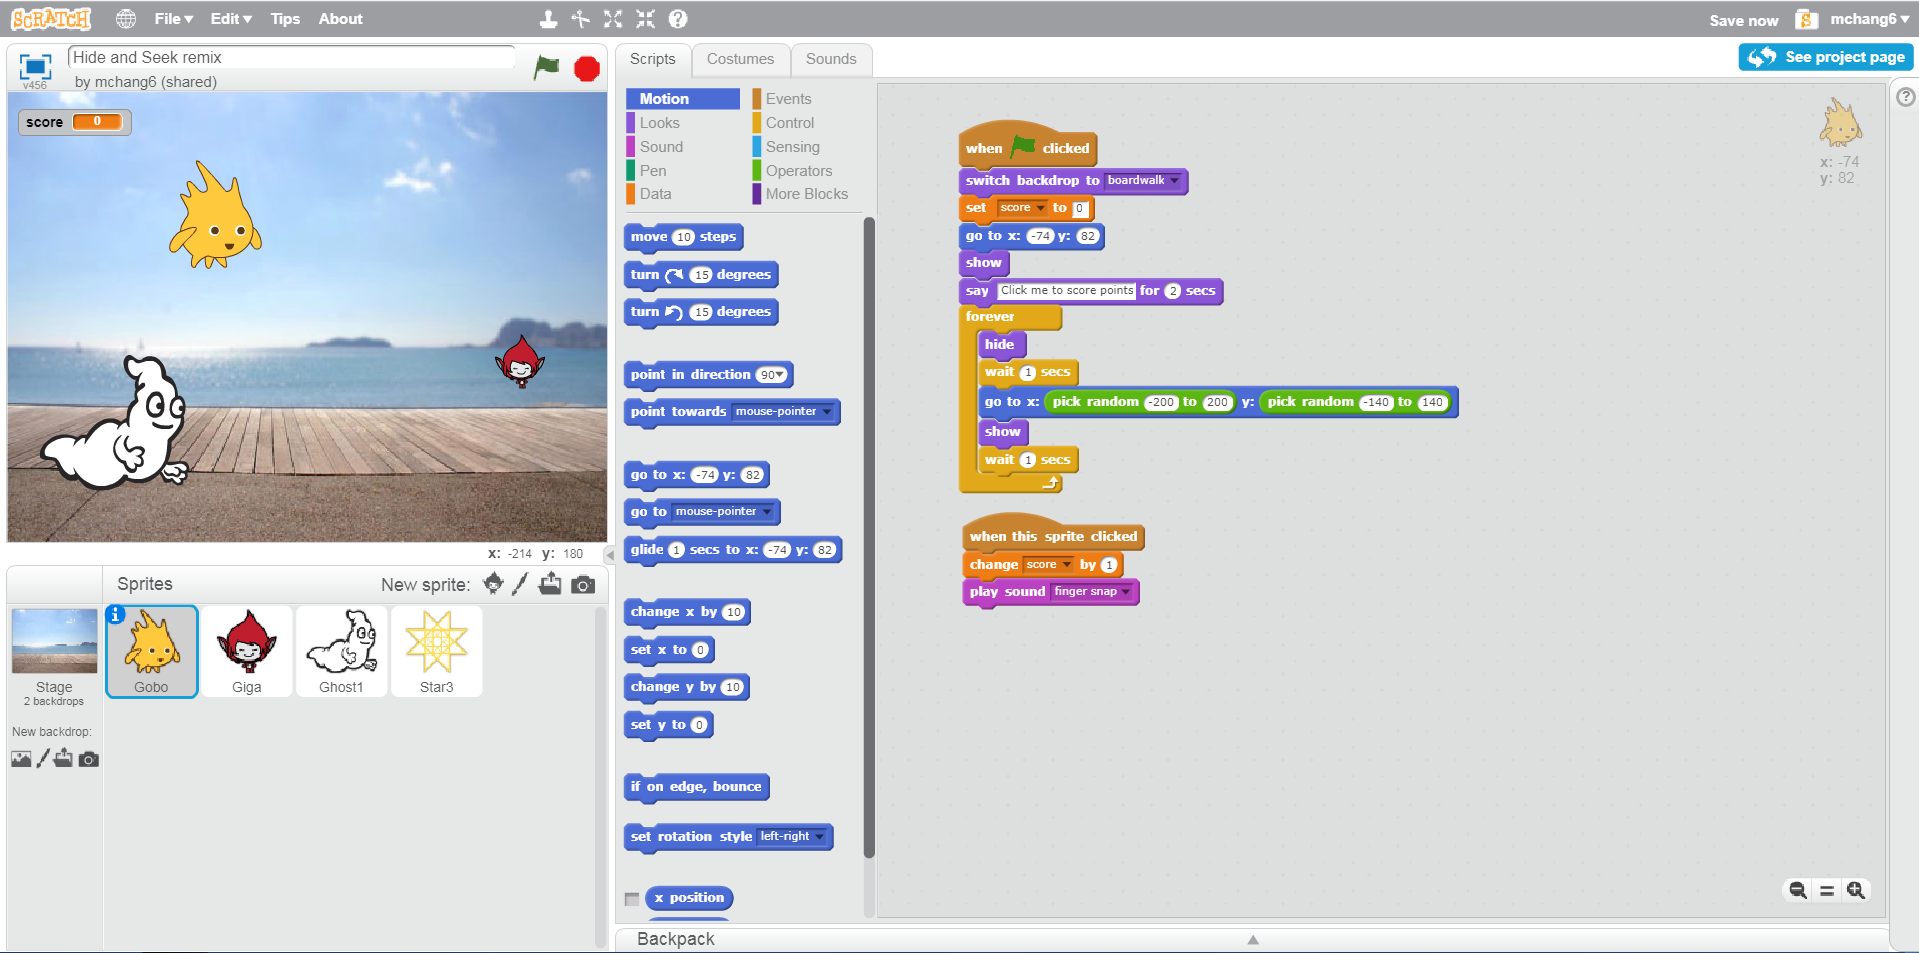 SCRATCH File Edit Tips About Save now mchang6
Hide and Seek remix
by mchang6 (shared)
v456
Scripts Costumes Sounds
See project page
score 0
Motion Events
Looks Control
Sound Sensing
Pen Operators
Data More Blocks
move 10 steps
turn 15 degrees
turn 15 degrees
point in direction 90
point towards mouse-pointer
go to x: -74 y: 82
go to mouse-pointer
glide 1 secs to x: -74 y: 82
change x by 10
set x to 0
change y by 10
set y to 0
if on edge, bounce
set rotation style left-right
x position
when clicked
switch backdrop to boardwalk
set score to 0
go to x: -74 y: 82
show
say Click me to score points for 2 secs
forever
hide
wait 1 secs
go to x: pick random -200 to 200 y: pick random -140 to 140
show
wait 1 secs
when this sprite clicked
change score by 1
play sound finger snap
x: -74
y: 82
x: -214 y: 180
Sprites New sprite:
Stage
2 backdrops
New backdrop:
Gobo Giga Ghost1 Star3
Backpack